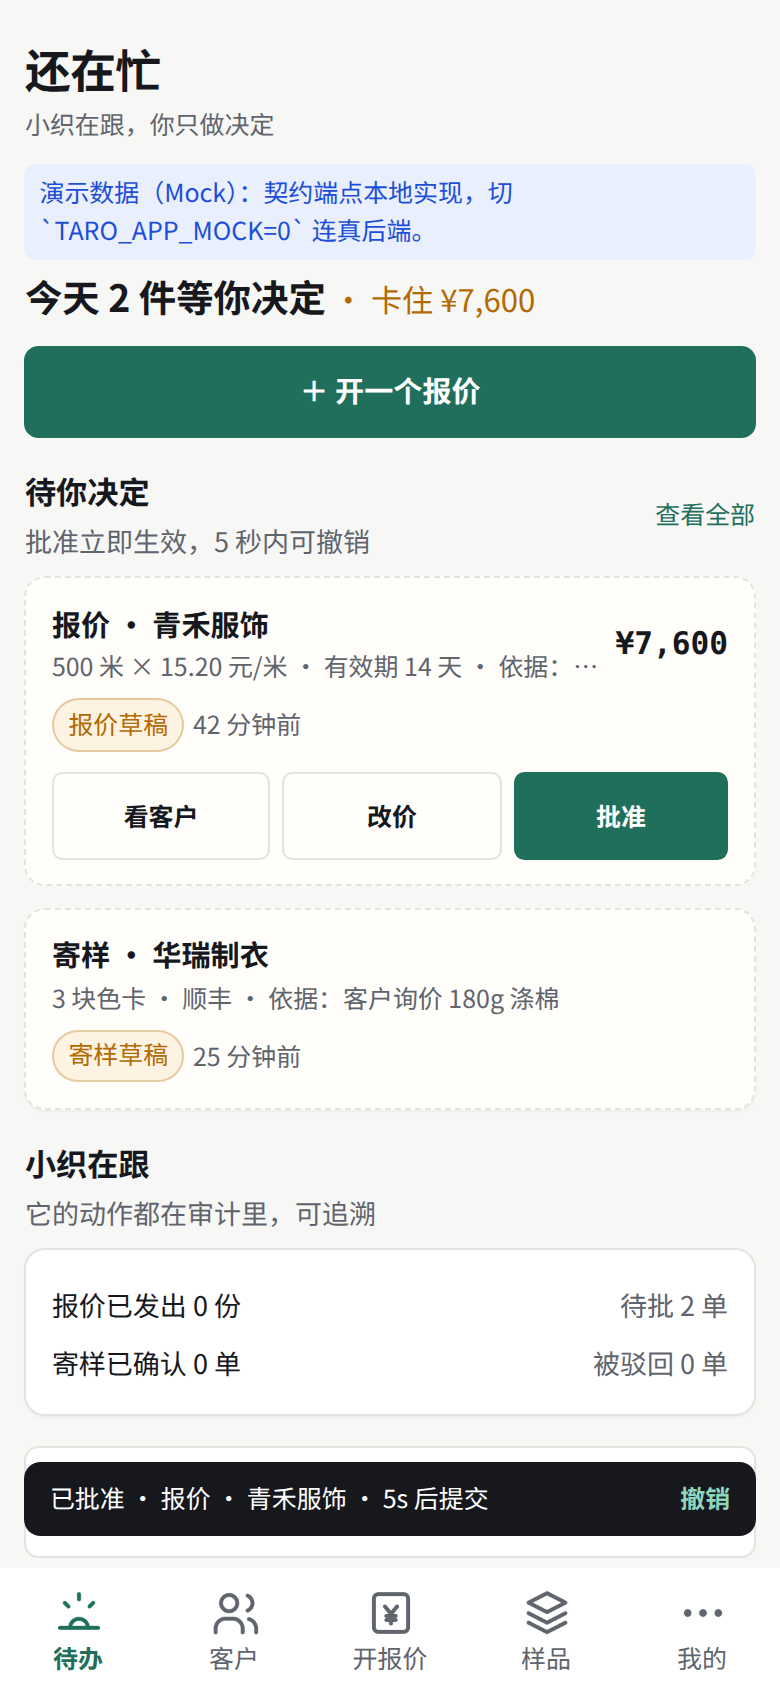 还在忙
小织在跟，你只做决定
演示数据（Mock）：契约端点本地实现，切
`TARO_APP_MOCK=0` 连真后端。
今天 2 件等你决定 · 卡住 ¥7,600
＋ 开一个报价
待你决定
批准立即生效，5 秒内可撤销
查看全部
报价 · 青禾服饰
¥7,600
500 米 × 15.20 元/米 · 有效期 14 天 · 依据：…
报价草稿 42 分钟前
看客户 改价 批准
寄样 · 华瑞制衣
3 块色卡 · 顺丰 · 依据：客户询价 180g 涤棉
寄样草稿 25 分钟前
小织在跟
它的动作都在审计里，可追溯
报价已发出 0 份 待批 2 单
寄样已确认 0 单 被驳回 0 单
已批准 · 报价 · 青禾服饰 · 5s 后提交 撤销
待办 客户 开报价 样品 我的